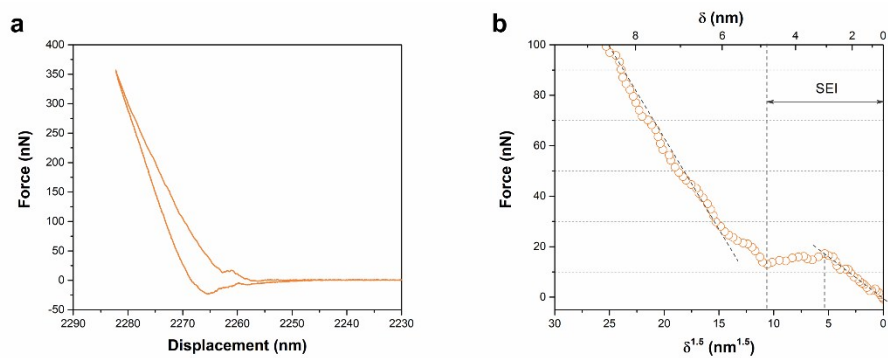 a
400
350
300
250
200
150
100
50
0
-50
Force (nN)
2290 2280 2270 2260 2250 2240 2230
Displacement (nm)
b
δ (nm)
8 6 4 2 0
100
80
60
40
20
0
Force (nN)
SEI
30 25 20 15 10 5 0
δ1.5 (nm1.5)